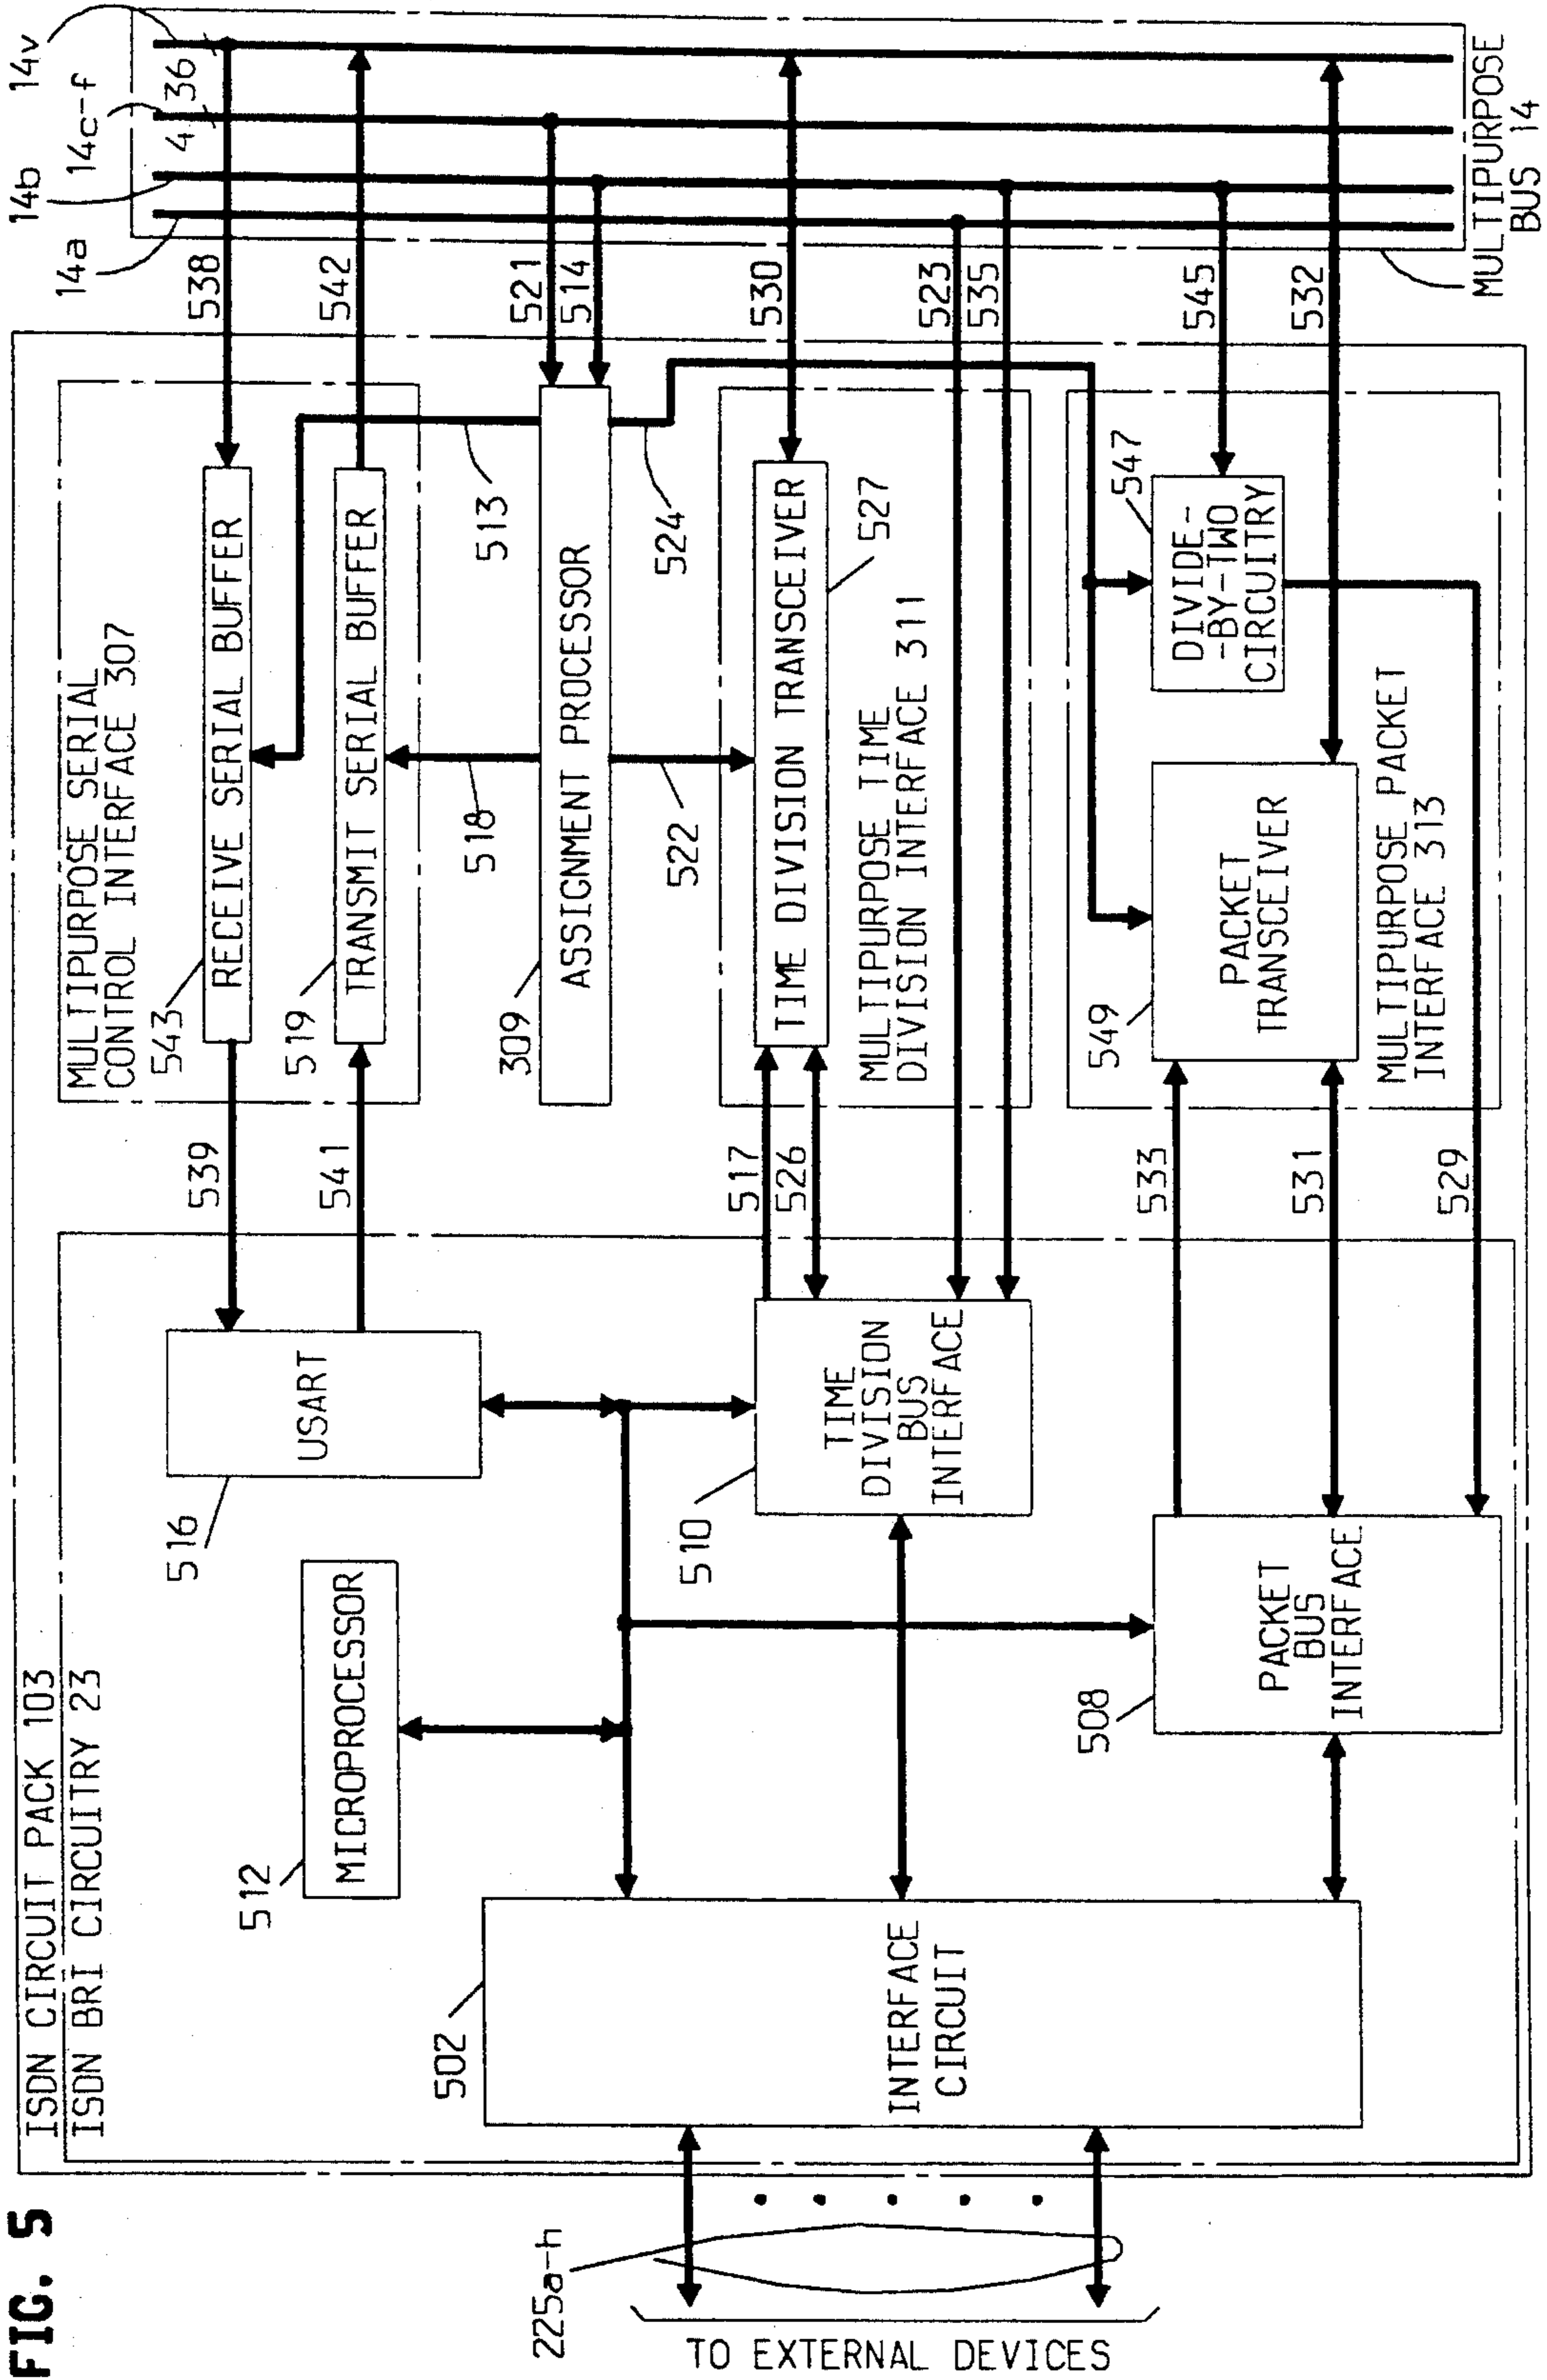 FIG. 5
ISDN CIRCUIT PACK 103
ISDN BRI CIRCUITRY 23
MULTIPURPOSE SERIAL
CONTROL INTERFACE 307
14a
14b
14c-f
14v
4
36
543
RECEIVE SERIAL BUFFER
538
539
519
TRANSMIT SERIAL BUFFER
542
541
516
USART
512
MICROPROCESSOR
513
518
521
514
309
ASSIGNMENT PROCESSOR
522
524
517
526
TIME DIVISION TRANSCEIVER
527
530
MULTIPURPOSE TIME
DIVISION INTERFACE 311
523
535
510
TIME
DIVISION
BUS
INTERFACE
502
INTERFACE
CIRCUIT
225a-h
TO EXTERNAL DEVICES
508
PACKET
BUS
INTERFACE
533
531
529
549
PACKET
TRANSCEIVER
547
DIVIDE-
-BY-TWO
CIRCUITRY
545
532
MULTIPURPOSE PACKET
INTERFACE 313
MULTIPURPOSE
BUS 14